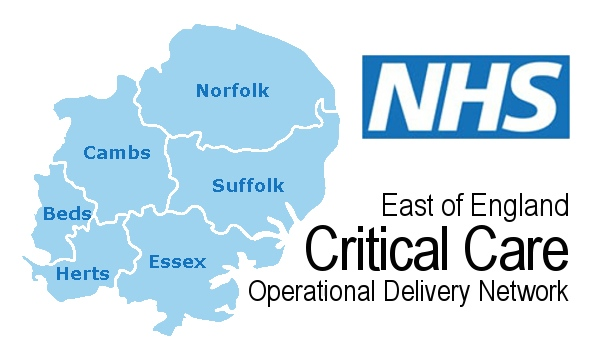 Norfolk
Cambs
Suffolk
Beds
Herts
Essex
NHS
East of England
Critical Care
Operational Delivery Network